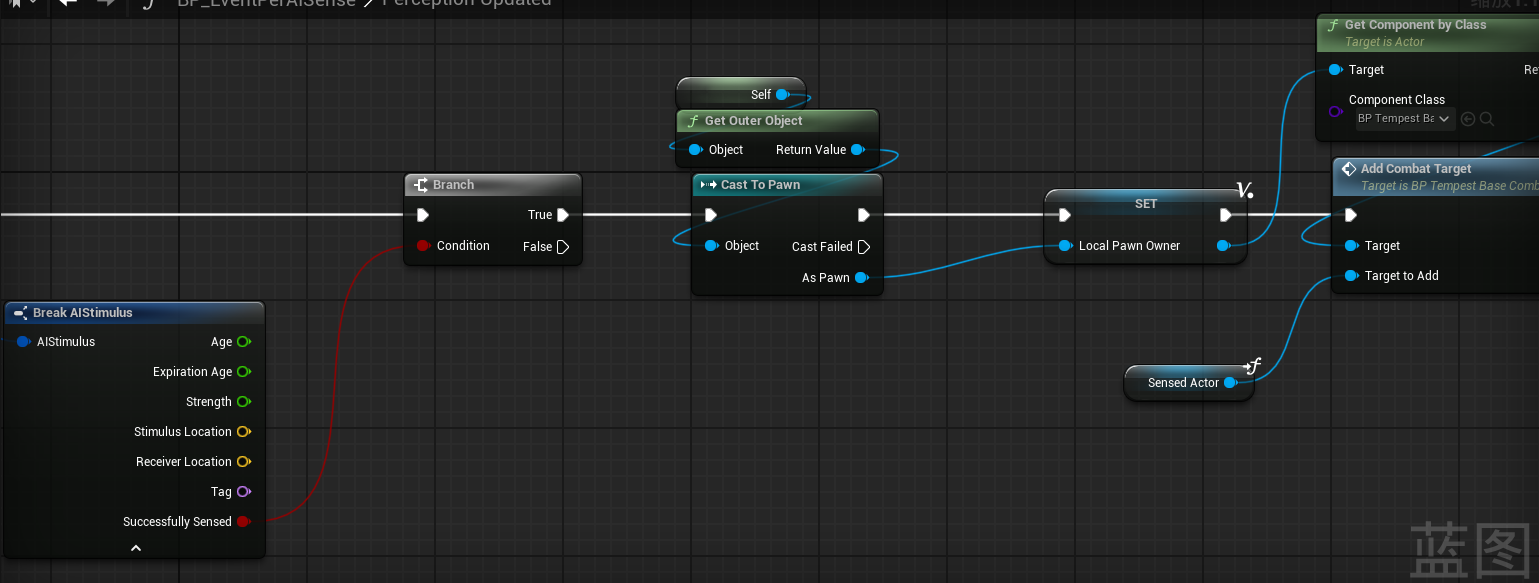 BP_EventPerAISense > Perception Updated
缩放1:1
Get Component by Class
Target is Actor
Target
Re
Component Class
BP Tempest Ba
Self
Get Outer Object
Object
Return Value
Branch
True
Condition
False
Cast To Pawn
Object
Cast Failed
As Pawn
SET
Local Pawn Owner
Add Combat Target
Target is BP Tempest Base Comb
Target
Target to Add
Break AIStimulus
AIStimulus
Age
Expiration Age
Strength
Stimulus Location
Receiver Location
Tag
Successfully Sensed
Sensed Actor
蓝图